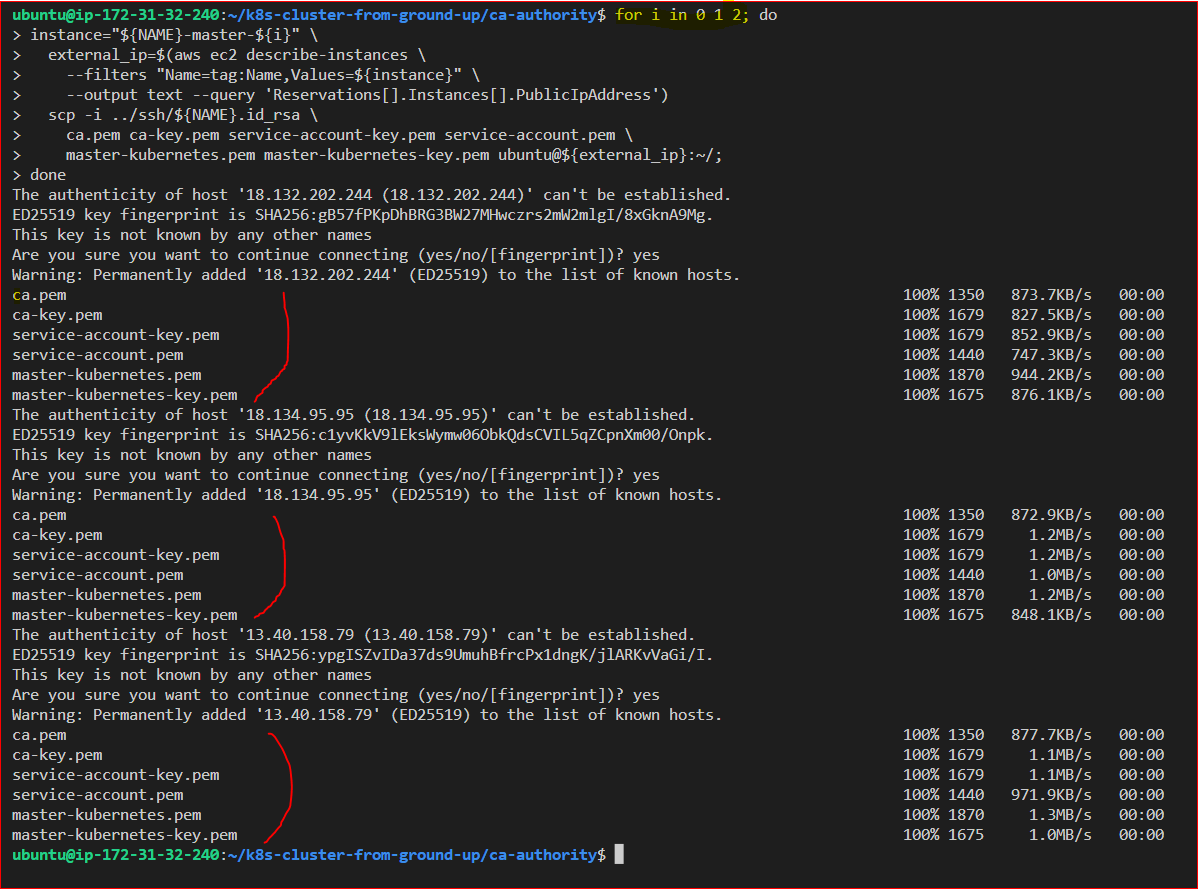 ubuntu@ip-172-31-32-240:~/k8s-cluster-from-ground-up/ca-authority$ for i in 0 1 2; do
> instance="${NAME}-master-${i}" \
>   external_ip=$(aws ec2 describe-instances \
>     --filters "Name=tag:Name,Values=${instance}" \
>     --output text --query 'Reservations[].Instances[].PublicIpAddress')
>   scp -i ../ssh/${NAME}.id_rsa \
>     ca.pem ca-key.pem service-account-key.pem service-account.pem \
>     master-kubernetes.pem master-kubernetes-key.pem ubuntu@${external_ip}:~/;
> done
The authenticity of host '18.132.202.244 (18.132.202.244)' can't be established.
ED25519 key fingerprint is SHA256:gB57fPKpDhBRG3BW27MHwczrs2mW2mlgI/8xGknA9Mg.
This key is not known by any other names
Are you sure you want to continue connecting (yes/no/[fingerprint])? yes
Warning: Permanently added '18.132.202.244' (ED25519) to the list of known hosts.
ca.pem 100% 1350 873.7KB/s 00:00
ca-key.pem 100% 1679 827.5KB/s 00:00
service-account-key.pem 100% 1679 852.9KB/s 00:00
service-account.pem 100% 1440 747.3KB/s 00:00
master-kubernetes.pem 100% 1870 944.2KB/s 00:00
master-kubernetes-key.pem 100% 1675 876.1KB/s 00:00
The authenticity of host '18.134.95.95 (18.134.95.95)' can't be established.
ED25519 key fingerprint is SHA256:c1yvKkV9lEksWymw06ObkQdsCVIL5qZCpnXm00/Onpk.
This key is not known by any other names
Are you sure you want to continue connecting (yes/no/[fingerprint])? yes
Warning: Permanently added '18.134.95.95' (ED25519) to the list of known hosts.
ca.pem 100% 1350 872.9KB/s 00:00
ca-key.pem 100% 1679 1.2MB/s 00:00
service-account-key.pem 100% 1679 1.2MB/s 00:00
service-account.pem 100% 1440 1.0MB/s 00:00
master-kubernetes.pem 100% 1870 1.2MB/s 00:00
master-kubernetes-key.pem 100% 1675 848.1KB/s 00:00
The authenticity of host '13.40.158.79 (13.40.158.79)' can't be established.
ED25519 key fingerprint is SHA256:ypgISZvIDa37ds9UmuhBfrcPx1dngK/jlARKvVaGi/I.
This key is not known by any other names
Are you sure you want to continue connecting (yes/no/[fingerprint])? yes
Warning: Permanently added '13.40.158.79' (ED25519) to the list of known hosts.
ca.pem 100% 1350 877.7KB/s 00:00
ca-key.pem 100% 1679 1.1MB/s 00:00
service-account-key.pem 100% 1679 1.1MB/s 00:00
service-account.pem 100% 1440 971.9KB/s 00:00
master-kubernetes.pem 100% 1870 1.3MB/s 00:00
master-kubernetes-key.pem 100% 1675 1.0MB/s 00:00
ubuntu@ip-172-31-32-240:~/k8s-cluster-from-ground-up/ca-authority$